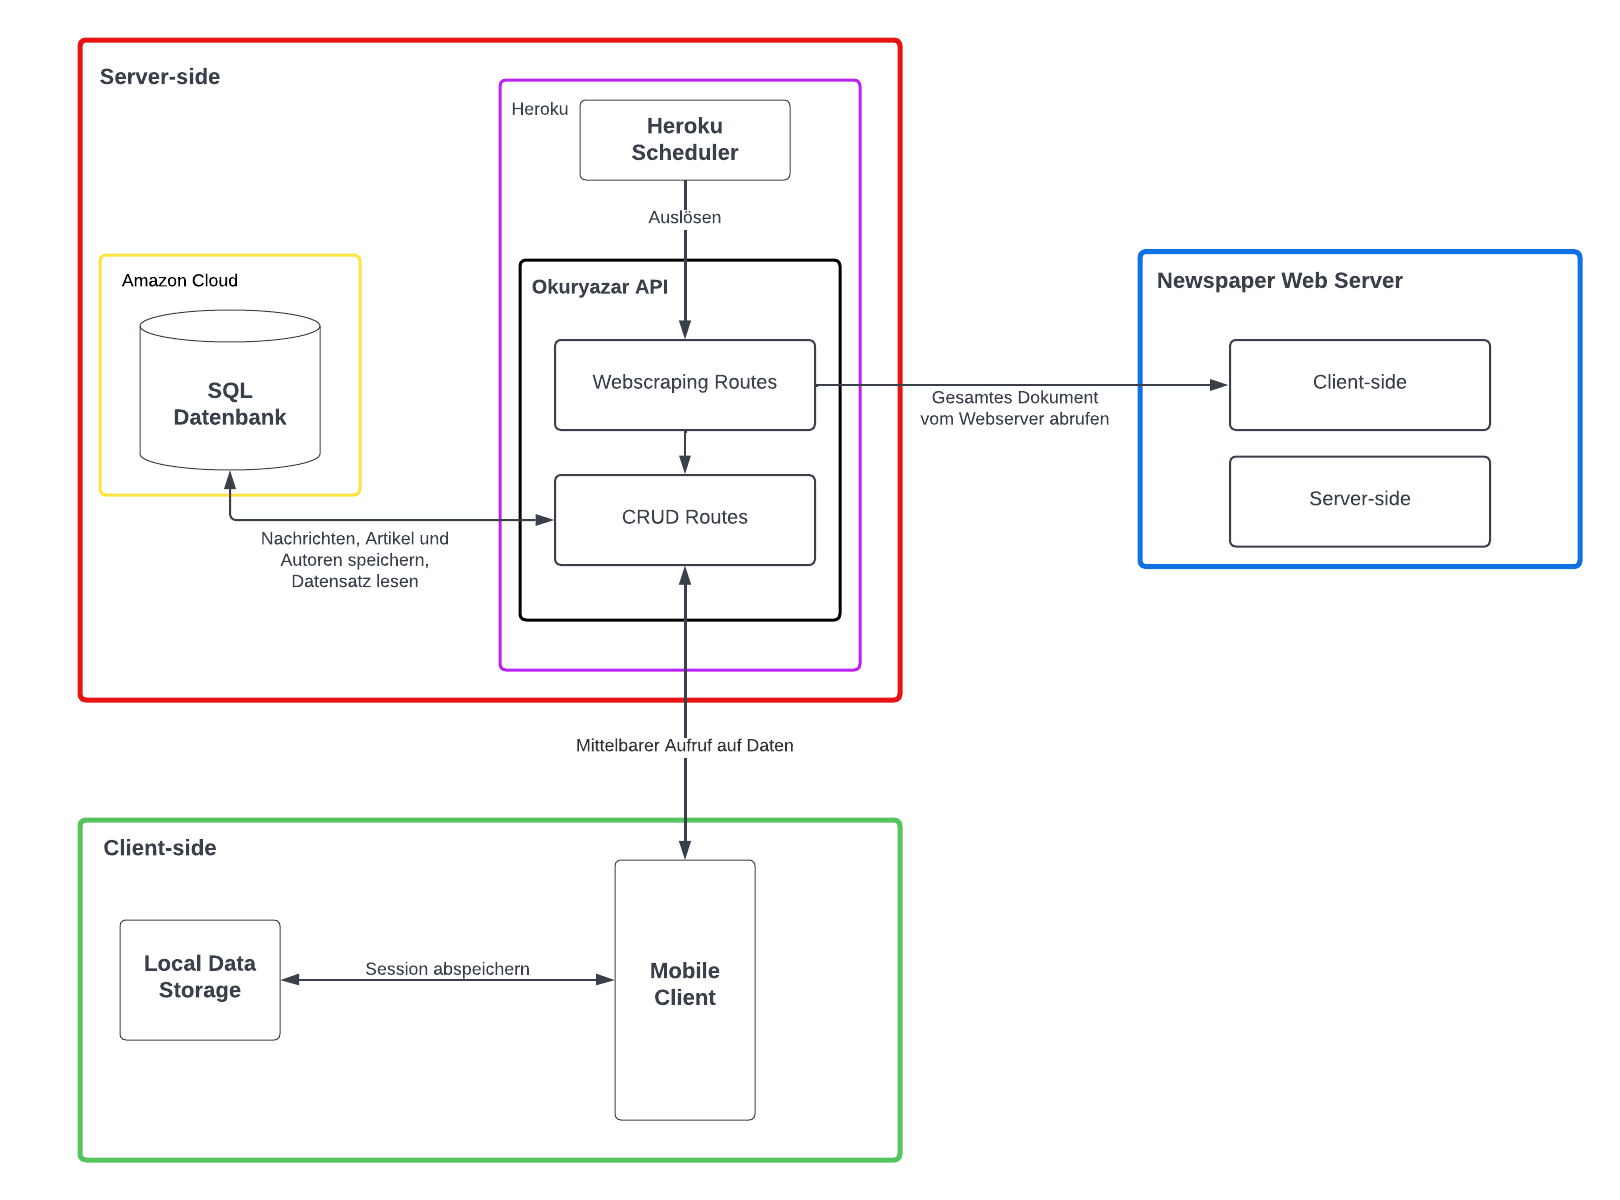 Server-side
Heroku
Heroku
Scheduler
Auslösen
Amazon Cloud
SQL
Datenbank
Okuryazar API
Webscraping Routes
CRUD Routes
Gesamtes Dokument
vom Webserver abrufen
Newspaper Web Server
Client-side
Server-side
Nachrichten, Artikel und
Autoren speichern,
Datensatz lesen
Mittelbarer Aufruf auf Daten
Client-side
Local Data
Storage
Session abspeichern
Mobile
Client